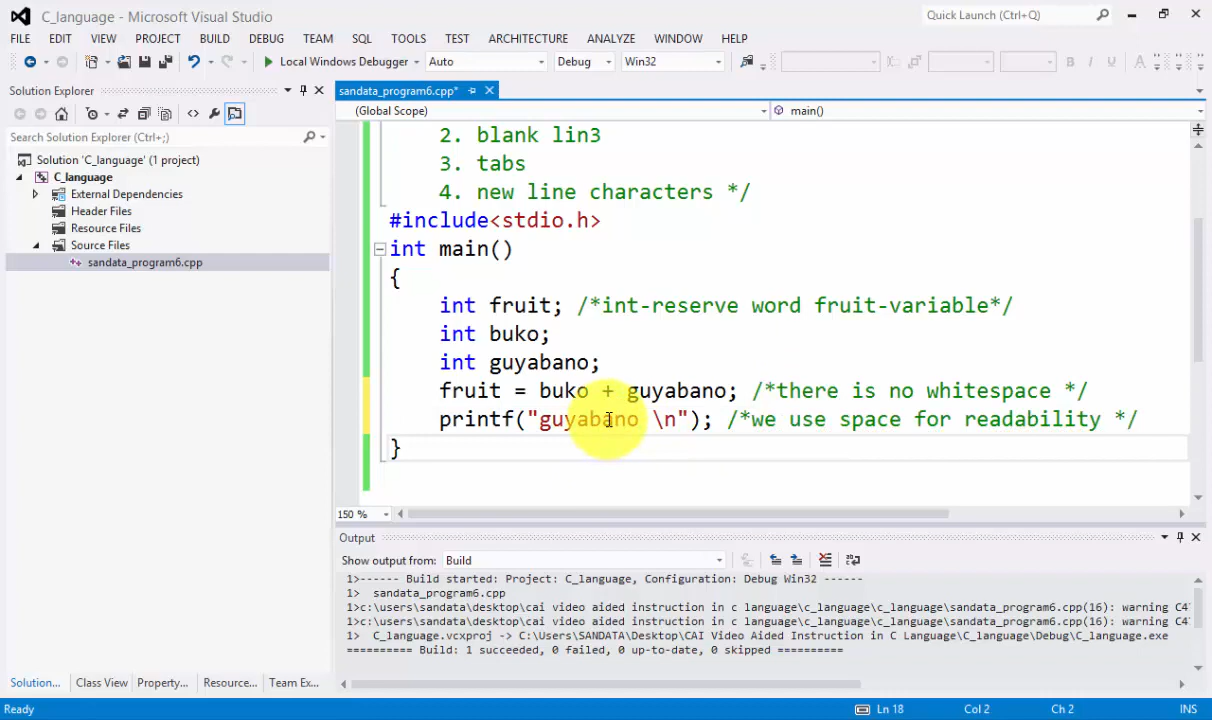 C_language - Microsoft Visual Studio
Quick Launch (Ctrl+Q)
FILE EDIT VIEW PROJECT BUILD DEBUG TEAM SQL TOOLS TEST ARCHITECTURE ANALYZE WINDOW HELP
Local Windows Debugger Auto Debug Win32
Solution Explorer
sandata_program6.cpp*
(Global Scope) main()
Search Solution Explorer (Ctrl+;)
Solution 'C_language' (1 project)
C_language
External Dependencies
Header Files
Resource Files
Source Files
sandata_program6.cpp
2. blank lin3
3. tabs
4. new line characters */
#include<stdio.h>
int main()
{
int fruit; /*int-reserve word fruit-variable*/
int buko;
int guyabano;
fruit = buko + guyabano; /*there is no whitespace */
printf("guyabano \n"); /*we use space for readability */
}
150 %
Output
Show output from: Build
1>------ Build started: Project: C_language, Configuration: Debug Win32 ------
1> sandata_program6.cpp
1>c:\users\sandata\desktop\cai video aided instruction in c language\c_language\c_language\sandata_program6.cpp(16): warning C4
1>c:\users\sandata\desktop\cai video aided instruction in c language\c_language\c_language\sandata_program6.cpp(16): warning C4
1> C_language.vcxproj -> C:\Users\SANDATA\Desktop\CAI Video Aided Instruction in C Language\C_language\Debug\C_language.exe
========== Build: 1 succeeded, 0 failed, 0 up-to-date, 0 skipped ==========
Solution... Class View Property... Resource... Team Ex...
Ready Ln 18 Col 2 Ch 2 INS